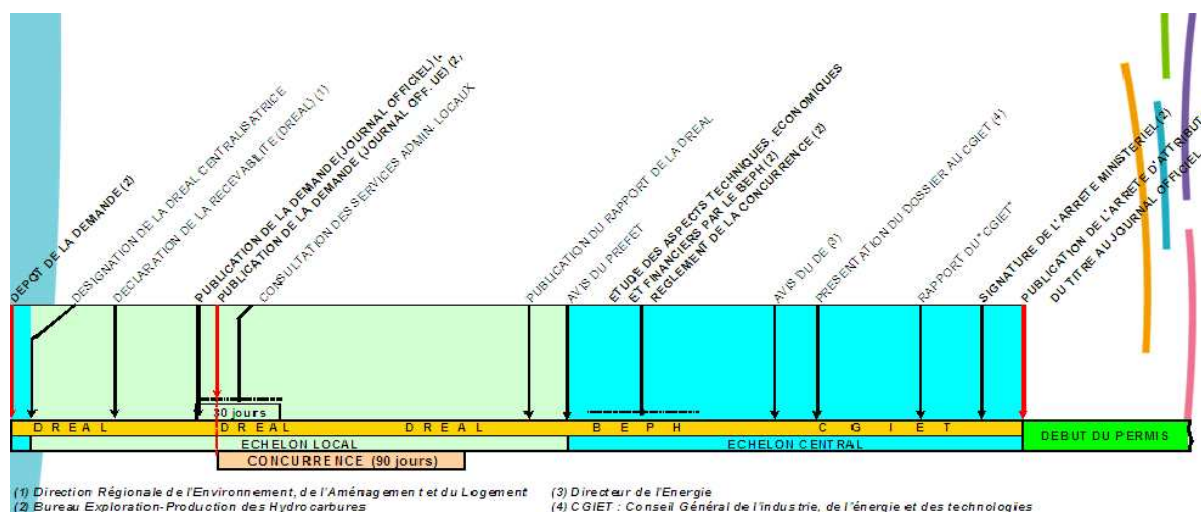 DEPOT DE LA DEMANDE (2)
DESIGNATION DE LA DREAL CENTRALISATRICE
DECLARATION DE LA RECEVABILITE (DREAL) (1)
PUBLICATION DE LA DEMANDE (JOURNAL OFFICIEL)
PUBLICATION DE LA DEMANDE (JOURNAL OFF. UE) (2)
CONSULTATION DES SERVICES ADMIN. LOCAUX
PUBLICATION DU RAPPORT DE LA DREAL
AVIS DU PREFET
ETUDE DES ASPECTS TECHNIQUES, ECONOMIQUES
ET FINANCIERS PAR LE BEPH (2)
REGLEMENT DE LA CONCURRENCE (2)
AVIS DU DE (3)
PRESENTATION DU DOSSIER AU CGIET (4)
RAPPORT DU "CGIET"
SIGNATURE DE L'ARRETE MINISTERIEL (2)
PUBLICATION DE L'ARRETE D'ATTRIBUT
DU TITRE AU JOURNAL OFFICIEL
30 jours
DREAL DREAL DREAL BEPH CGIET
ECHELON LOCAL ECHELON CENTRAL
DEBUT DU PERMIS
CONCURRENCE (90 jours)
(1) Direction Régionale de l'Environnement, de l'Aménagement et du Logement
(2) Bureau Exploration-Production des Hydrocarbures
(3) Directeur de l'Energie
(4) CGIET : Conseil Général de l'industrie, de l'énergie et des technologies